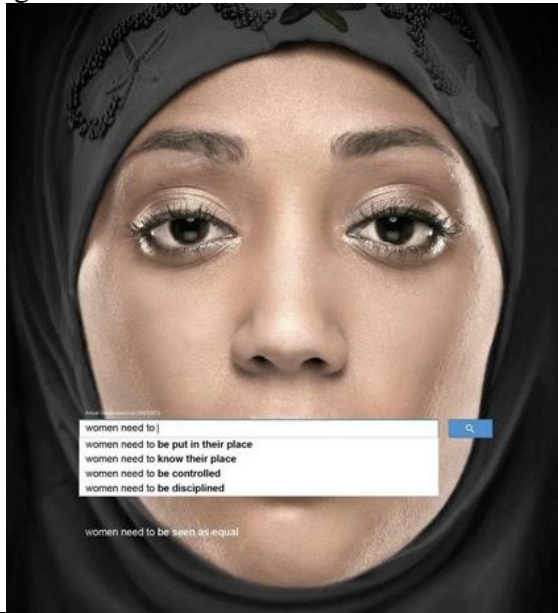 women need to
women need to be put in their place
women need to know their place
women need to be controlled
women need to be disciplined
women need to be seen as equal